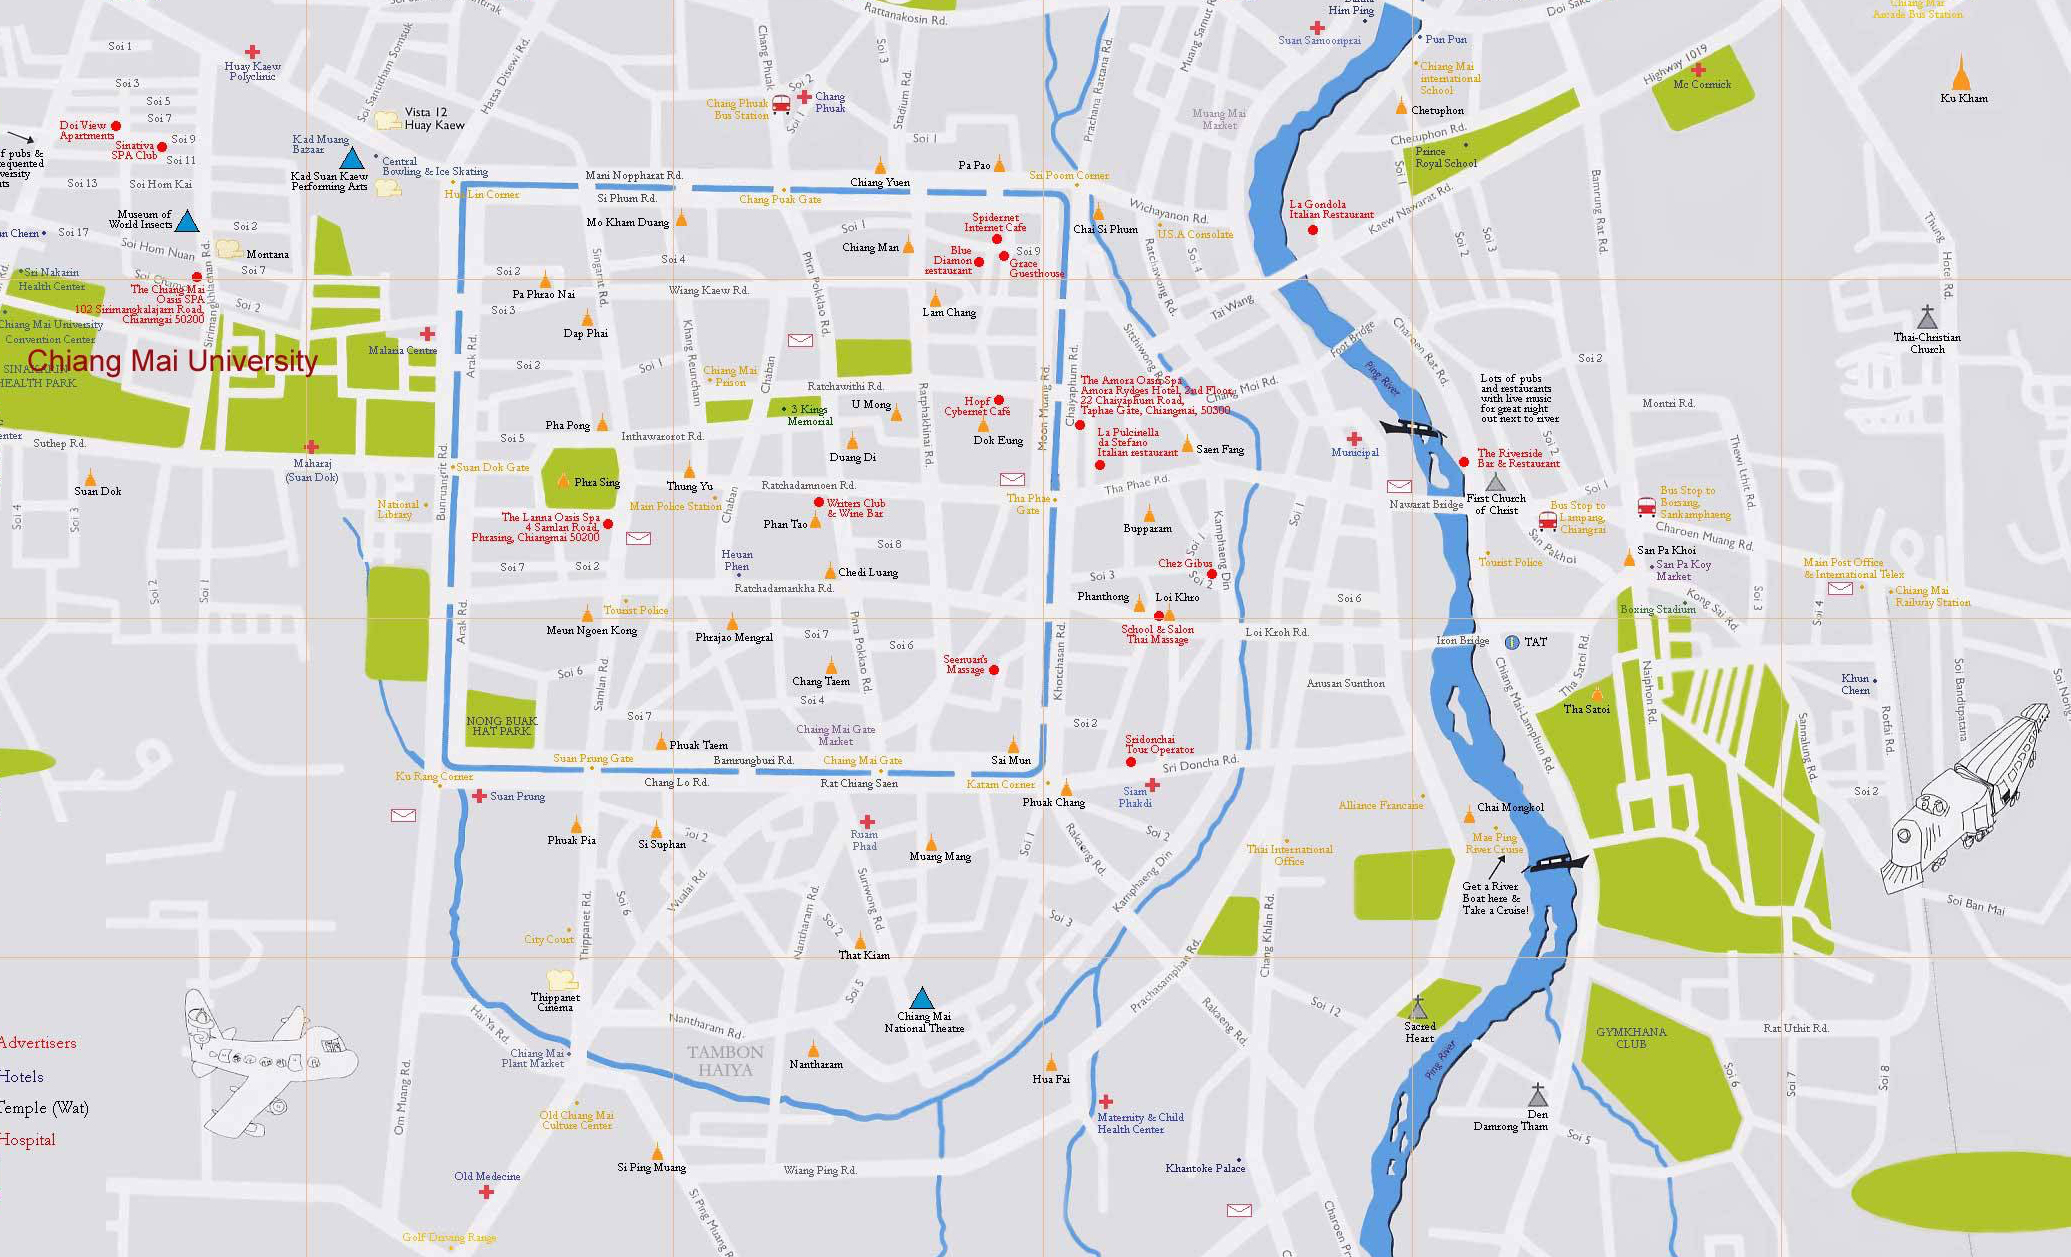 Rattanakosin Rd.
Him Ping
Suan Samoonprai
Pun Pun
Chiang Mai
international
School
Chiang Mai
Arcade Bus Station
Highway 1019
Mc Cormick
Ku Kham
Soi 1
Soi 3
Soi 5
Soi 7
Soi 9
Soi 11
Soi 13
Soi Hom Kai
Huay Kaew
Polyclinic
Soi Santitham Somsuk
Hatsa Disewi Rd.
Vista 12
Huay Kaew
Chang Phuak
Soi 3
Soi 2
Soi 1
Stadium Rd.
Soi 1
Chang Phuak
Bus Station
Chang
Phuak
Prachana Rattana Rd.
Muang Mai
Market
Chetuphon
Chetuphon Rd.
Prince
Royal School
Soi 1
Kaew Nawarat Rd.
Soi 2
Soi 3
Bamrung Rat Rd.
Thung
Hotel Rd.
Doi View
Apartments
Sinativa
SPA Club
Kad Muang
Bazaar
Central
Bowling & Ice Skating
Kad Suan Kaew
Performing Arts
Hua Lin Corner
Mani Nopharat Rd.
Si Phum Rd.
Chang Puak Gate
Chiang Yuen
Pa Pao
Sri Poom Corner
Museum of
World Insects
Soi 17
Soi 2
Soi Hom Nuan
Montana
Soi 7
Sri Nakarin
Health Center
The Chiang Mai
Oasis SPA
102 Sirimangkalajarn Road,
Chianmgai 50200
Soi 2
Sirimangkhlahan Rd.
Chiang Mai University
Convention Center
Chiang Mai University
HEALTH PARK
Malaria Centre
Suthep Rd.
Suan Dok
Maharaj
(Suan Dok)
Soi 4
Soi 3
Soi 2
Soi 1
Mo Kham Duang
Chiang Man
Soi 1
Spidernet
Internet Cafe
Blue
Diamon
restaurant
Soi 9
Grace
Guesthouse
Chai Si Phum
Wichayanon Rd.
U.S.A Consolate
Ratchawong Rd.
Soi 4
La Gondola
Italian Restaurant
Soi 2
Pa Phrao Nai
Singarat Rd.
Soi 4
Wiang Kaew Rd.
Phra Pokklao Rd.
Lam Chang
Soi 3
Dap Phai
Arak Rd.
Tai Wang
Foot Bridge
Ping River
Charoen Rat Rd.
Thai-Christian
Church
Soi 2
Soi 1
Khang Reuncham
Chiang Mai
Prison
Chaban
Ratchawithi Rd.
3 Kings
Memorial
U Mong
Ratphakhinai Rd.
Hopf
Cybernet Café
Dok Eung
Moon Muang Rd.
Chaiyaphum Rd.
The Amora Oasis Spa
Amora Rydges Hotel, 2nd Floor,
22 Chaiyaphum Road,
Taphae Gate, Chiangmai, 50300
Chang Moi Rd.
La Pulcinella
da Stefano
Italian restaurant
Saen Fang
Municipal
Lots of pubs
and restaurants
with live music
for great night
out next to river
Soi 2
Montri Rd.
Thewi Uthit Rd.
The Riverside
Bar & Restaurant
First Church
of Christ
Soi 1
Soi 2
Bus Stop to
Lampang,
Chiangrai
Bus Stop to
Borsang,
Sankamphaeng
Charoen Muang Rd.
Soi 5
Pha Pong
Inthawarorot Rd.
Duang Di
Suan Dok Gate
Bunruangrit Rd.
National
Library
Phra Sing
Thung Yu
Main Police Station
Chaban
Ratchadamnoen Rd.
Writers Club
& Wine Bar
Phan Tao
Tha Phae
Gate
Tha Phae Rd.
Bupparam
Kamphaeng Din
Soi 1
Nawarat Bridge
San Pakhoi
Tourist Police
San Pa Khoi
San Pa Koy
Market
Main Post Office
& International Telex
Chiang Mai
Railway Station
The Lanna Oasis Spa
4 Samlan Road,
Phrasing, Chiangmai 50200
Soi 8
Heuan
Phen
Chedi Luang
Soi 7
Soi 2
Ratchadamankha Rd.
Tourist Police
Meun Ngoen Kong
Phrajao Mengral
Soi 7
Soi 6
Phra Pokkao Rd.
Arak Rd.
Soi 1
Chez Gibus
Soi 2
Soi 3
Phanthong
Loi Khro
School & Salon
Thai Massage
Loi Kroh Rd.
Soi 6
Iron Bridge
TAT
Boxing Stadium
Kong Sai Rd
Soi 3
Soi 4
Seenuan's
Massage
Khotchasan Rd.
Soi 6
Samlan Rd
Chang Taem
Soi 4
Anusan Sunthon
Chiang Mai-Lamphun Rd.
Tha Satoi Rd.
Tha Satoi
Naiphon Rd.
Khun
Chern
Rotfai Rd.
Soi Banditpatna
NONG BUAK
HAT PARK
Soi 7
Phuak Taem
Chaing Mai Gate
Market
Soi 2
Sai Mun
Sridonchai
Tour Operator
Sri Doncha Rd.
Ku Rang Corner
Suan Prung Gate
Bamrungburi Rd.
Chaing Mai Gate
Chang Lo Rd.
Rat Chiang Saen
Katam Corner
Phuak Chang
Siam
Phakdi
Alliance Francaise
Chai Mongkol
Mae Ping
River Cruise
Soi 2
Suan Prung
Phuak Pia
Si Suphan
Soi 2
Ruam
Phad
Muang Mang
Soi 1
Rakaeng Rd.
Soi 2
Kamphaeng Din
Thai International
Office
Get a River
Boat here &
Take a Cruise!
Soi Ban Mai
Thippanet Rd.
Soi 6
Wualai Rd.
Suriwong Rd.
Nantharam Rd.
Soi 2
Soi 3
City Court
That Kiam
Chang Khlan Rd.
Prachasamphan Rd.
Thippanet
Cinema
Soi 5
Chiang Mai
National Theatre
Rakaeng Rd.
Soi 12
Sacred
Heart
GYMKHANA
CLUB
Rat Uthit Rd.
Hai Ya Rd.
Nantharam Rd.
Chiang Mai
Plant Market
TAMBON
HAIYA
Nantharam
Hua Fai
Ping River
Soi 6
Soi 7
Soi 8
Advertisers
Hotels
Temple (Wat)
Hospital
Om Muang Rd.
Old Chiang Mai
Culture Center
Maternity & Child
Health Center
Den
Damrong Tham
Soi 5
Old Medecine
Si Ping Muang
Wiang Ping Rd.
Khantoke Palace
Si Ping Muang Rd.
Golf Driving Range